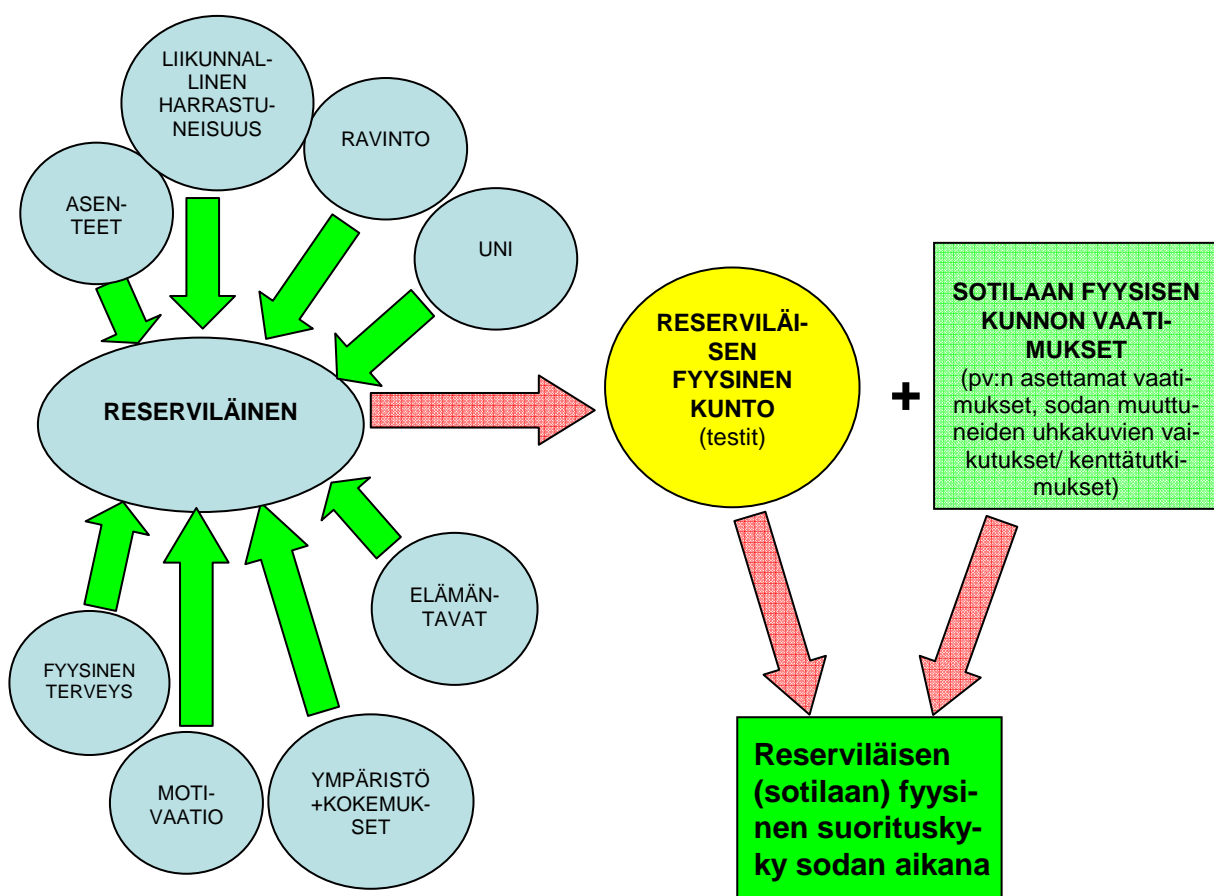 LIIKUNNAL-
LINEN
HARRASTU-
NEISUUS
RAVINTO
ASEN-
TEET
UNI
RESERVILÄINEN
ELÄMÄN-
TAVAT
FYYSINEN
TERVEYS
MOTI-
VAATIO
YMPÄRISTÖ
+KOKEMUK-
SET
RESERVILÄI-
SEN
FYYSINEN
KUNTO
(testit)
+
SOTILAAN FYYSISEN
KUNNON VAATI-
MUKSET
(pv:n asettamat vaati-
mukset, sodan muuttu-
neiden uhkakuvien vai-
kutukset/ kenttätutki-
mukset)
Reserviläisen
(sotilaan) fyysi-
nen suoritusky-
ky sodan aikana